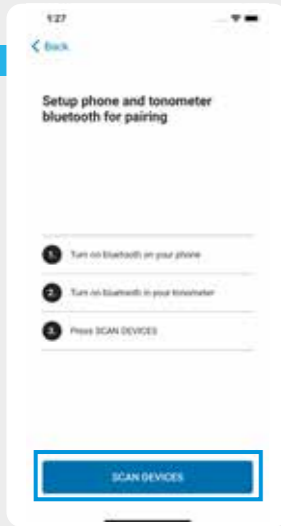 1:27
Back
Setup phone and tonometer
bluetooth for pairing
1. Turn on bluetooth on your phone
2. Turn on bluetooth in your tonometer
3. Press SCAN DEVICES
SCAN DEVICES